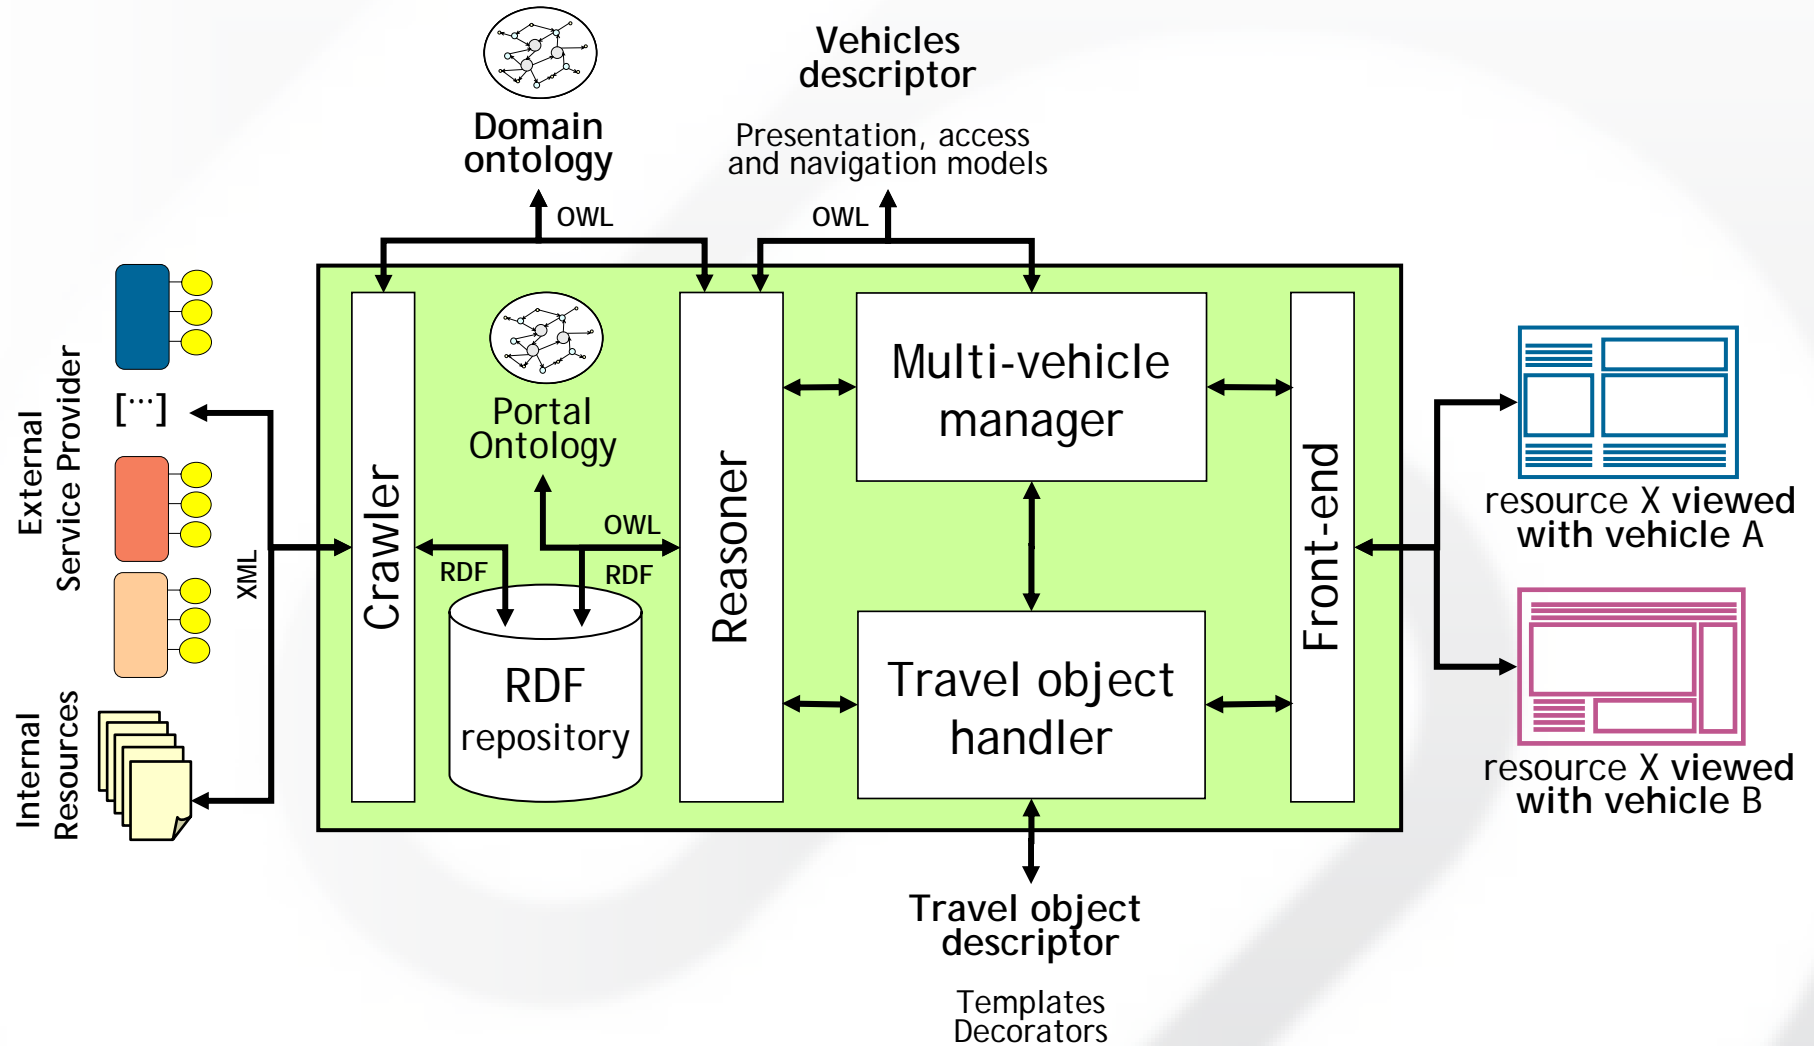 Vehicles
descriptor
Domain
ontology
Presentation, access
and navigation models
OWL
OWL
External
Service Provider
[...]
XML
Internal
Resources
Crawler
Portal
Ontology
OWL
RDF
RDF
RDF
repository
Reasoner
Multi-vehicle
manager
Travel object
handler
Front-end
resource X viewed
with vehicle A
resource X viewed
with vehicle B
Travel object
descriptor
Templates
Decorators